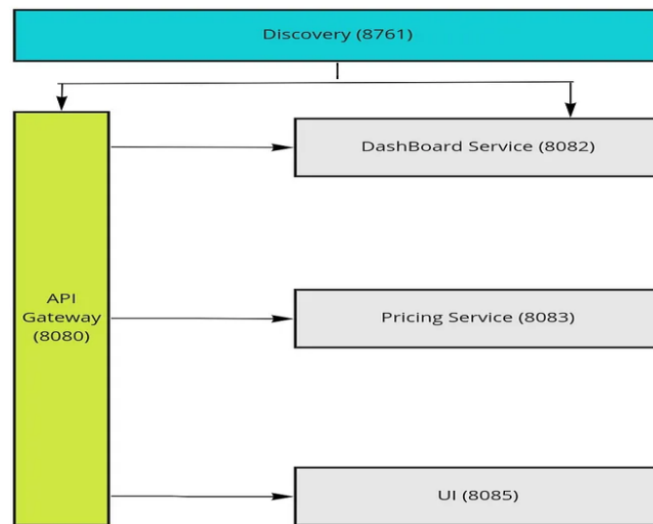 Discovery (8761)
DashBoard Service (8082)
API
Gateway
(8080)
Pricing Service (8083)
UI (8085)